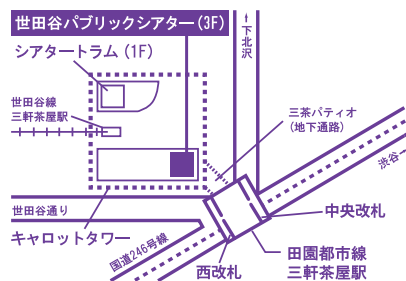 世田谷パブリックシアター(3F)
シアタートラム(1F)
↑下北沢
世田谷線
三軒茶屋駅
三茶パティオ
(地下通路)
渋谷→
世田谷通り
中央改札
キャロットタワー
国道246号線
田園都市線
三軒茶屋駅
西改札